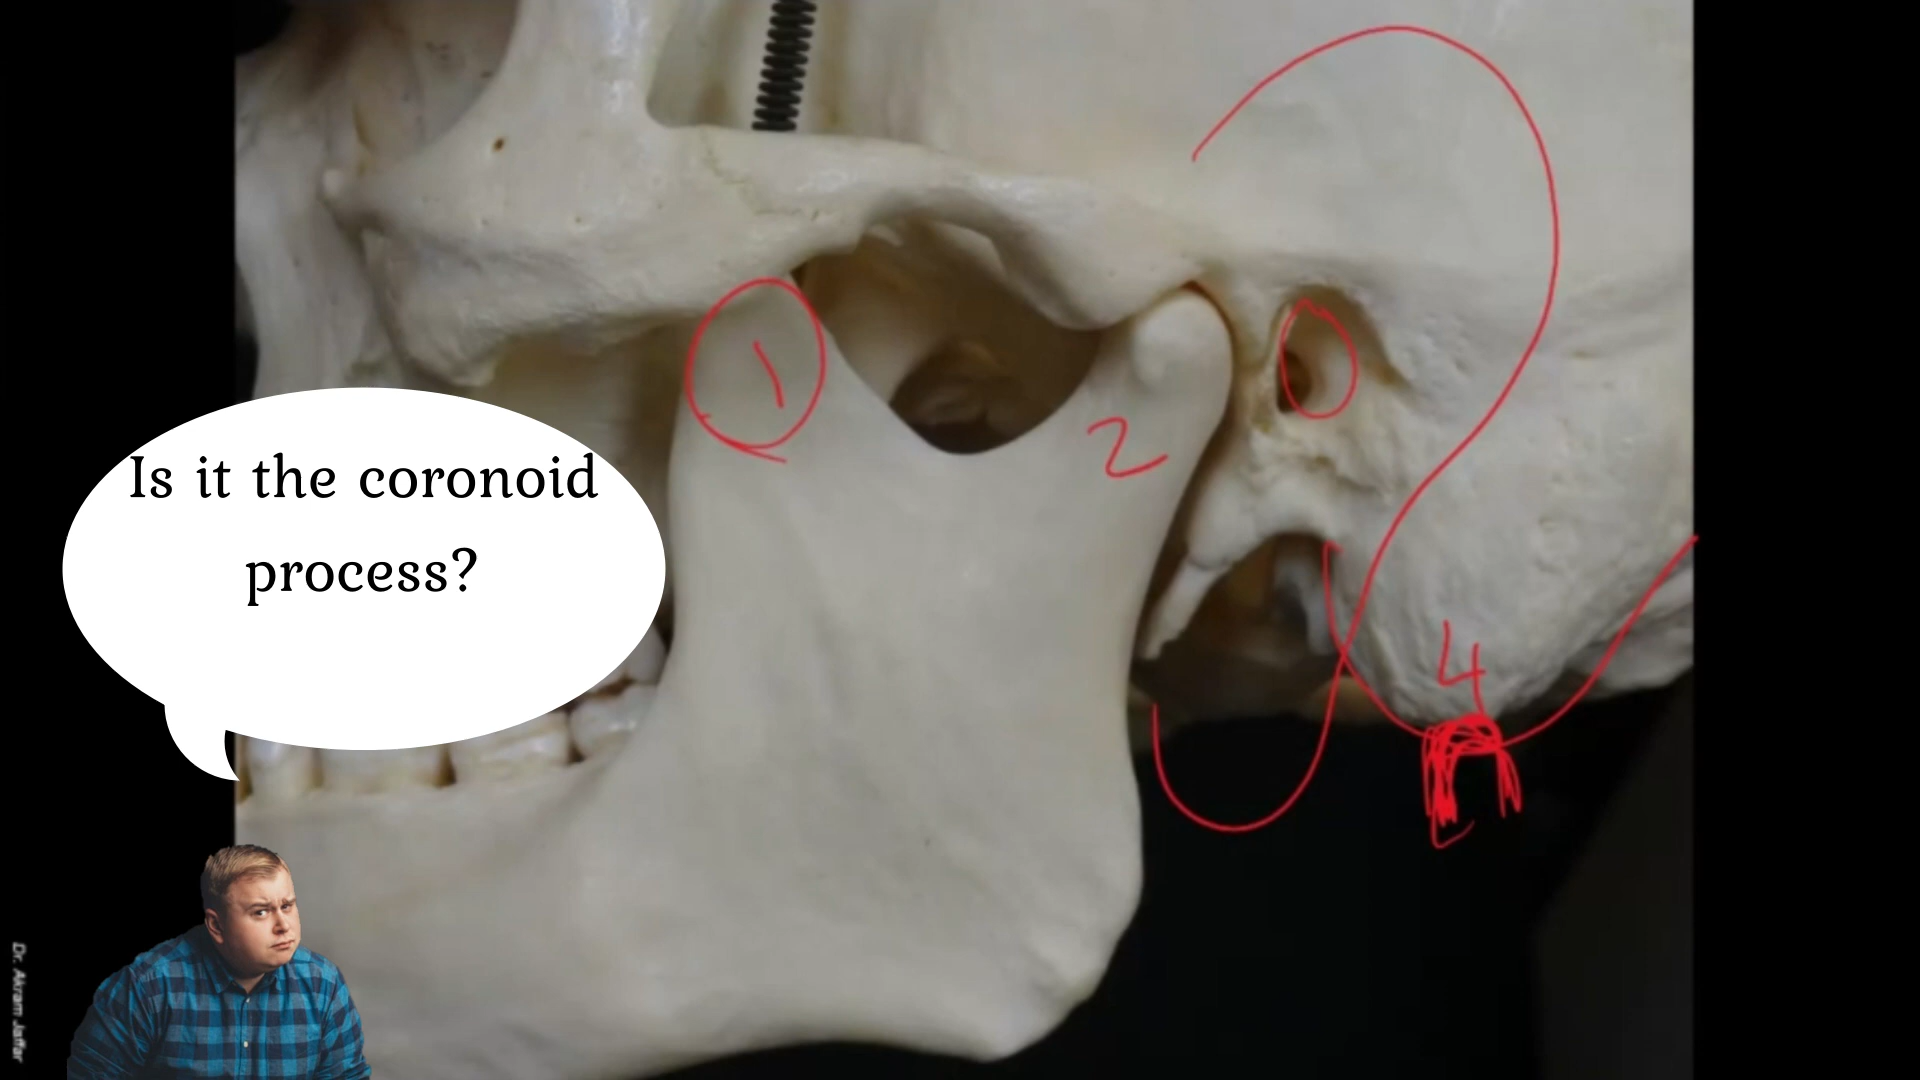 Is it the coronoid
process?
1
2
4
Dr. Akram Jaffar